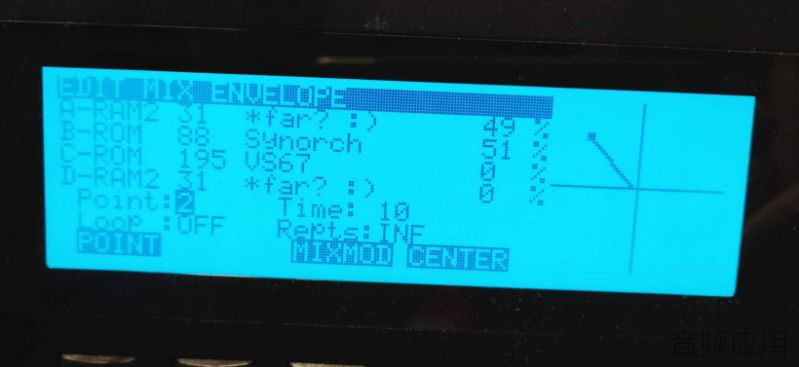 EDIT MIX ENVELOPE
A-RAM2 31 *far? :) 49 %
B-ROM 88 Synorch 51 %
C-ROM 195 VS67 0 %
D-RAM2 31 *far? :) 0 %
Point:2 Time: 10
Loop :OFF Repts:INF
POINT MIXMOD CENTER
音频应用